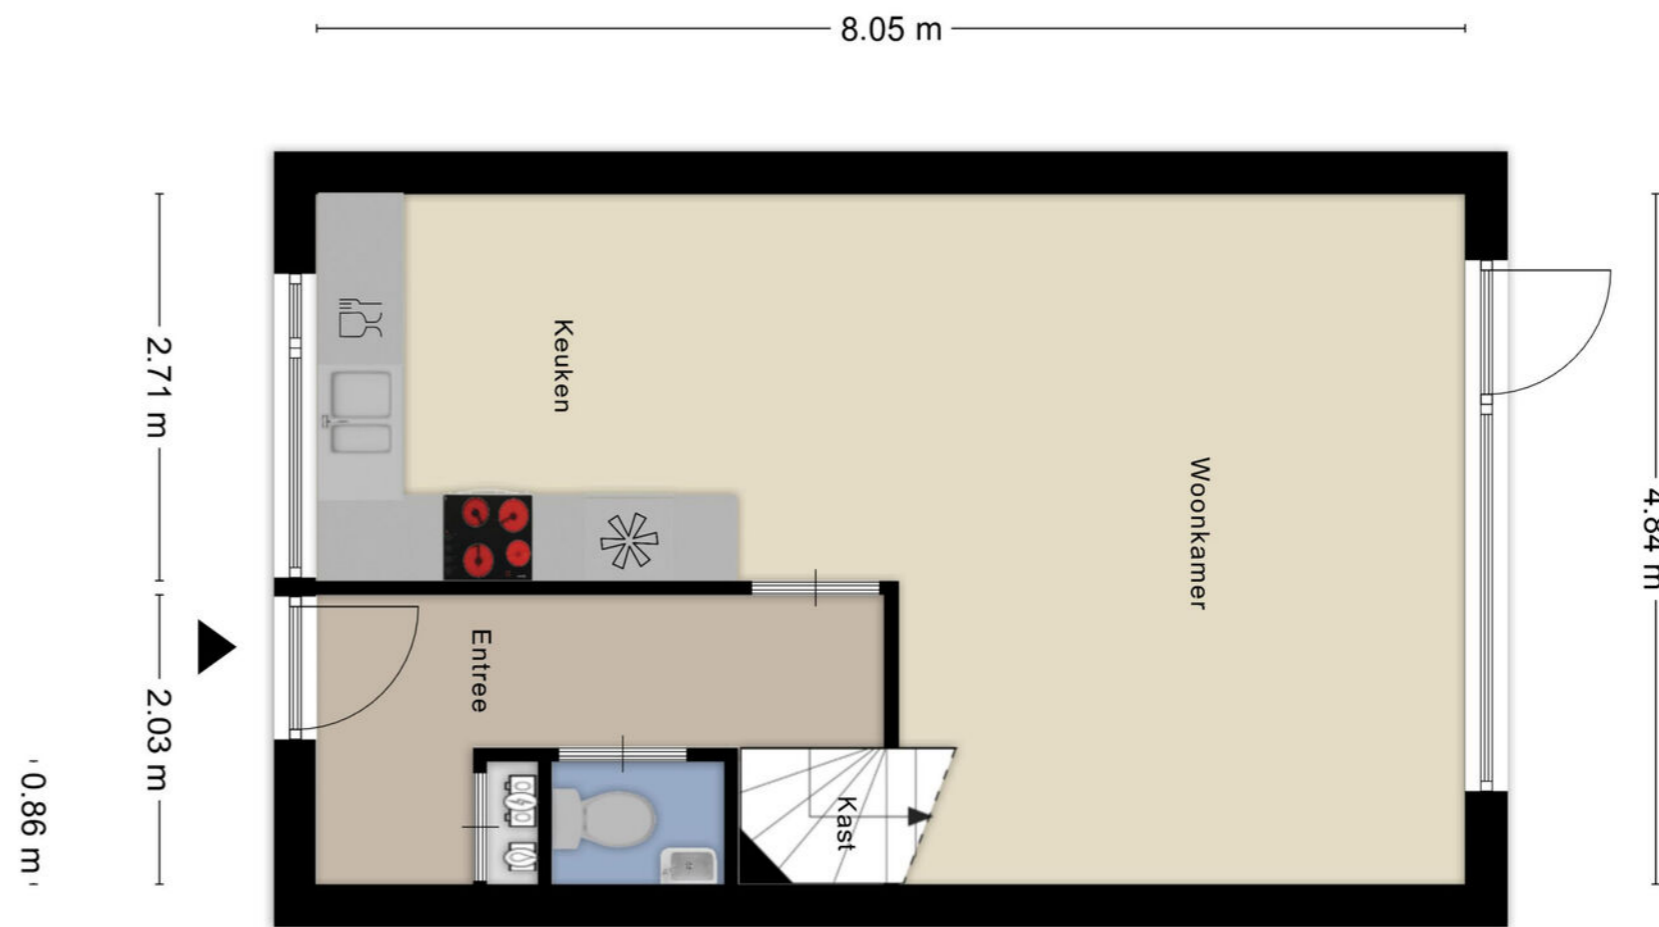 8.05 m
2.71 m
Keuken
Woonkamer
4.84 m
Entree
2.03 m
0.86 m
Kast